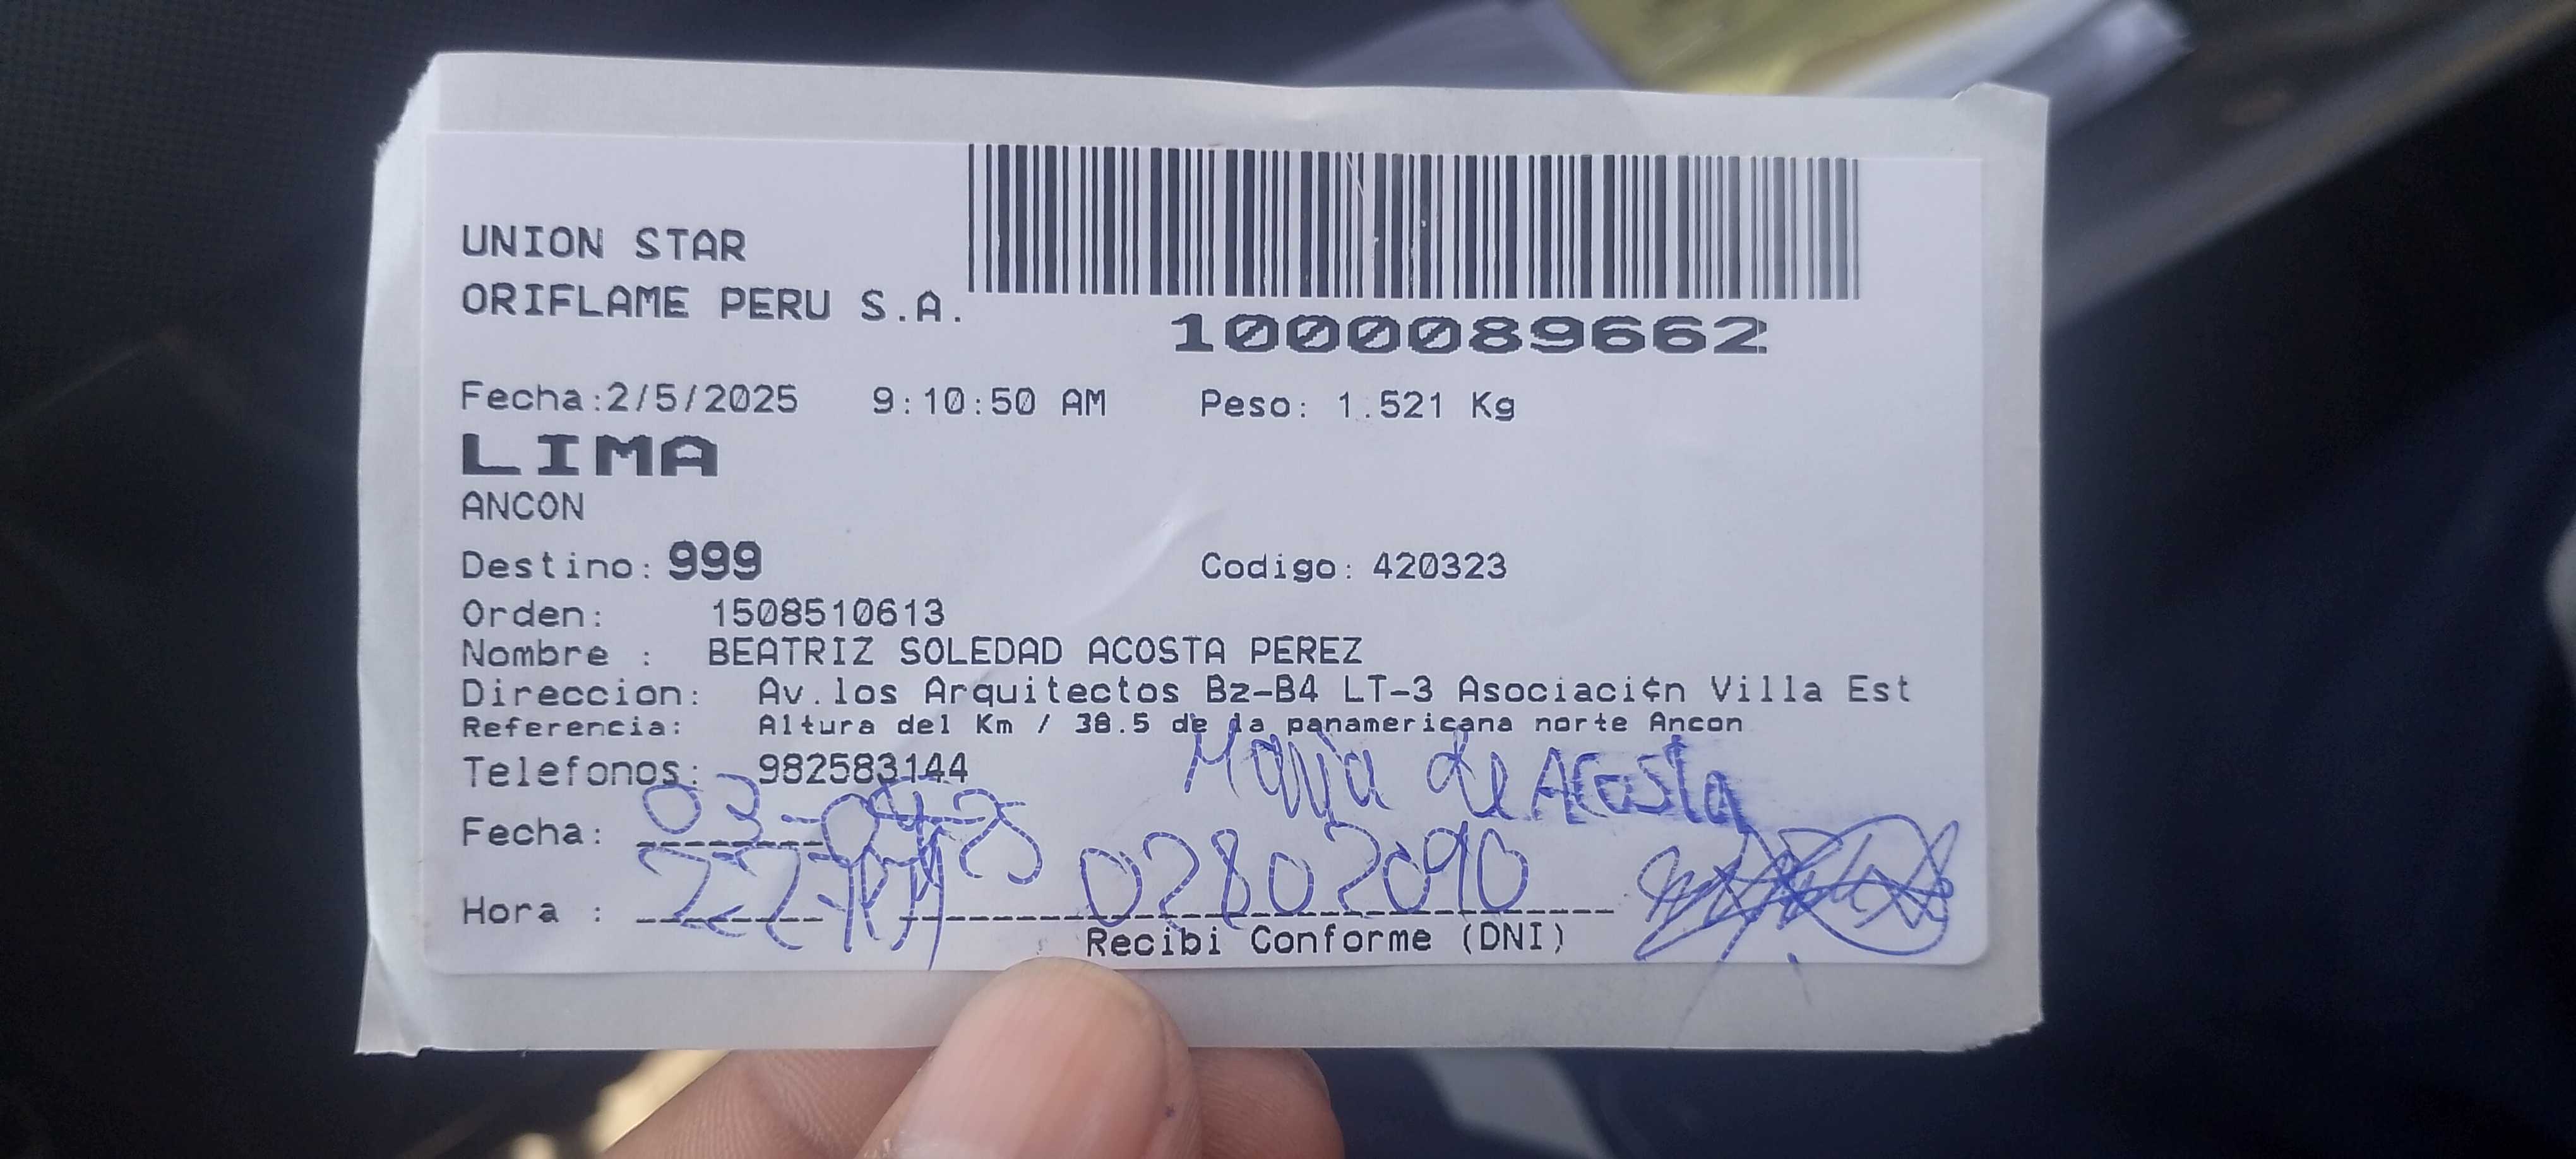 UNION STAR
ORIFLAME PERU S.A.
1000089662
Fecha:2/5/2025 9:10:50 AM Peso: 1.521 Kg
LIMA
ANCON
Destino: 999 Codigo: 420323
Orden: 1508510613
Nombre : BEATRIZ SOLEDAD ACOSTA PEREZ
Direccion: Av.los Arquitectos Bz-B4 LT-3 Asociaci¢n Villa Est
Referencia: Altura del Km / 38.5 de la panamericana norte Ancon
Telefonos: 982583144
Maria de Acosta
Fecha:
Hora : 02802090
Recibi Conforme (DNI)